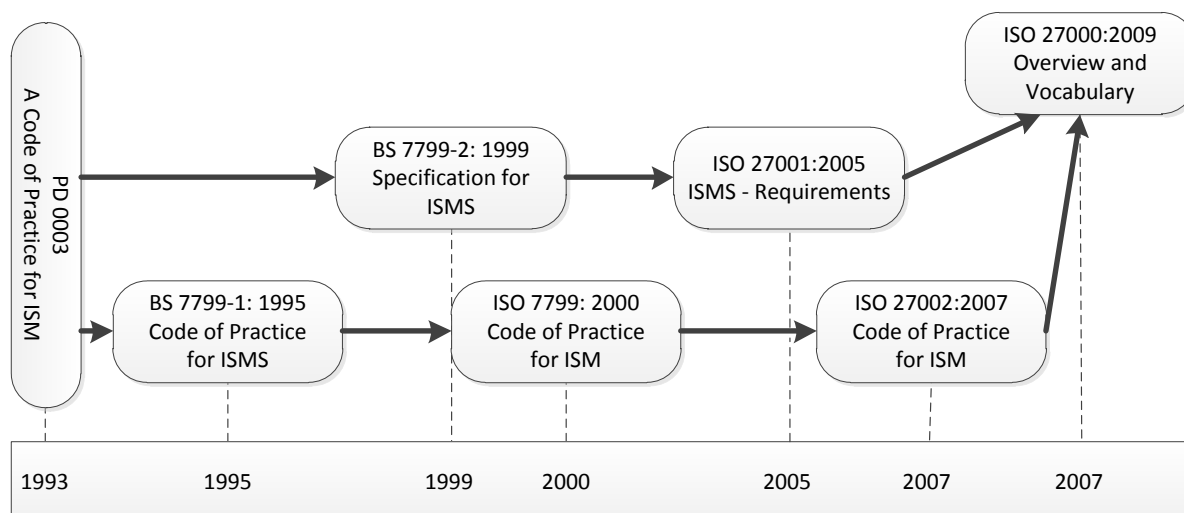 PD 0003
A Code of Practice for ISM
ISO 27000:2009
Overview and
Vocabulary
BS 7799-2: 1999
Specification for
ISMS
ISO 27001:2005
ISMS - Requirements
BS 7799-1: 1995
Code of Practice
for ISMS
ISO 7799: 2000
Code of Practice
for ISM
ISO 27002:2007
Code of Practice
for ISM
1993
1995
1999
2000
2005
2007
2007